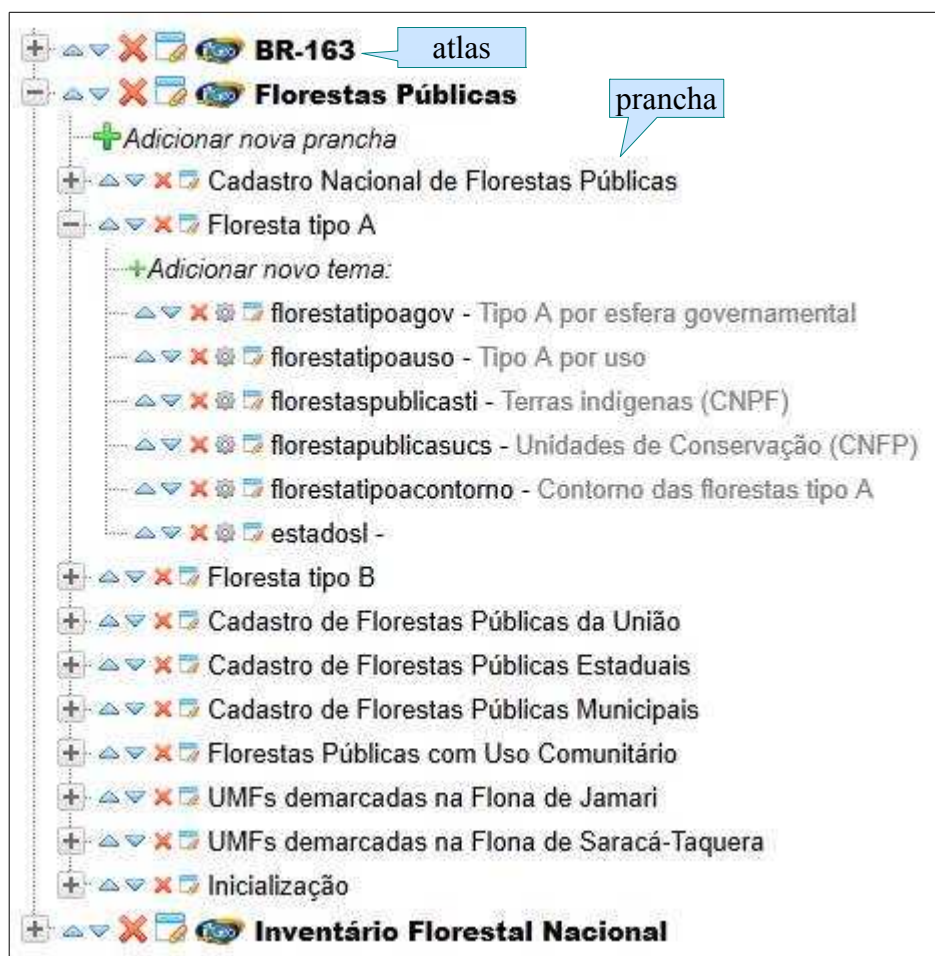 BR-163
atlas
Florestas Públicas
prancha
Adicionar nova prancha
Cadastro Nacional de Florestas Públicas
Floresta tipo A
Adicionar novo tema:
florestatipoagov - Tipo A por esfera governamental
florestatipoauso - Tipo A por uso
florestaspublicasti - Terras indígenas (CNPF)
florestapublicasucs - Unidades de Conservação (CNFP)
florestatipoacontorno - Contorno das florestas tipo A
estadosl -
Floresta tipo B
Cadastro de Florestas Públicas da União
Cadastro de Florestas Públicas Estaduais
Cadastro de Florestas Públicas Municipais
Florestas Públicas com Uso Comunitário
UMFs demarcadas na Flona de Jamari
UMFs demarcadas na Flona de Saracá-Taquera
Inicialização
Inventário Florestal Nacional